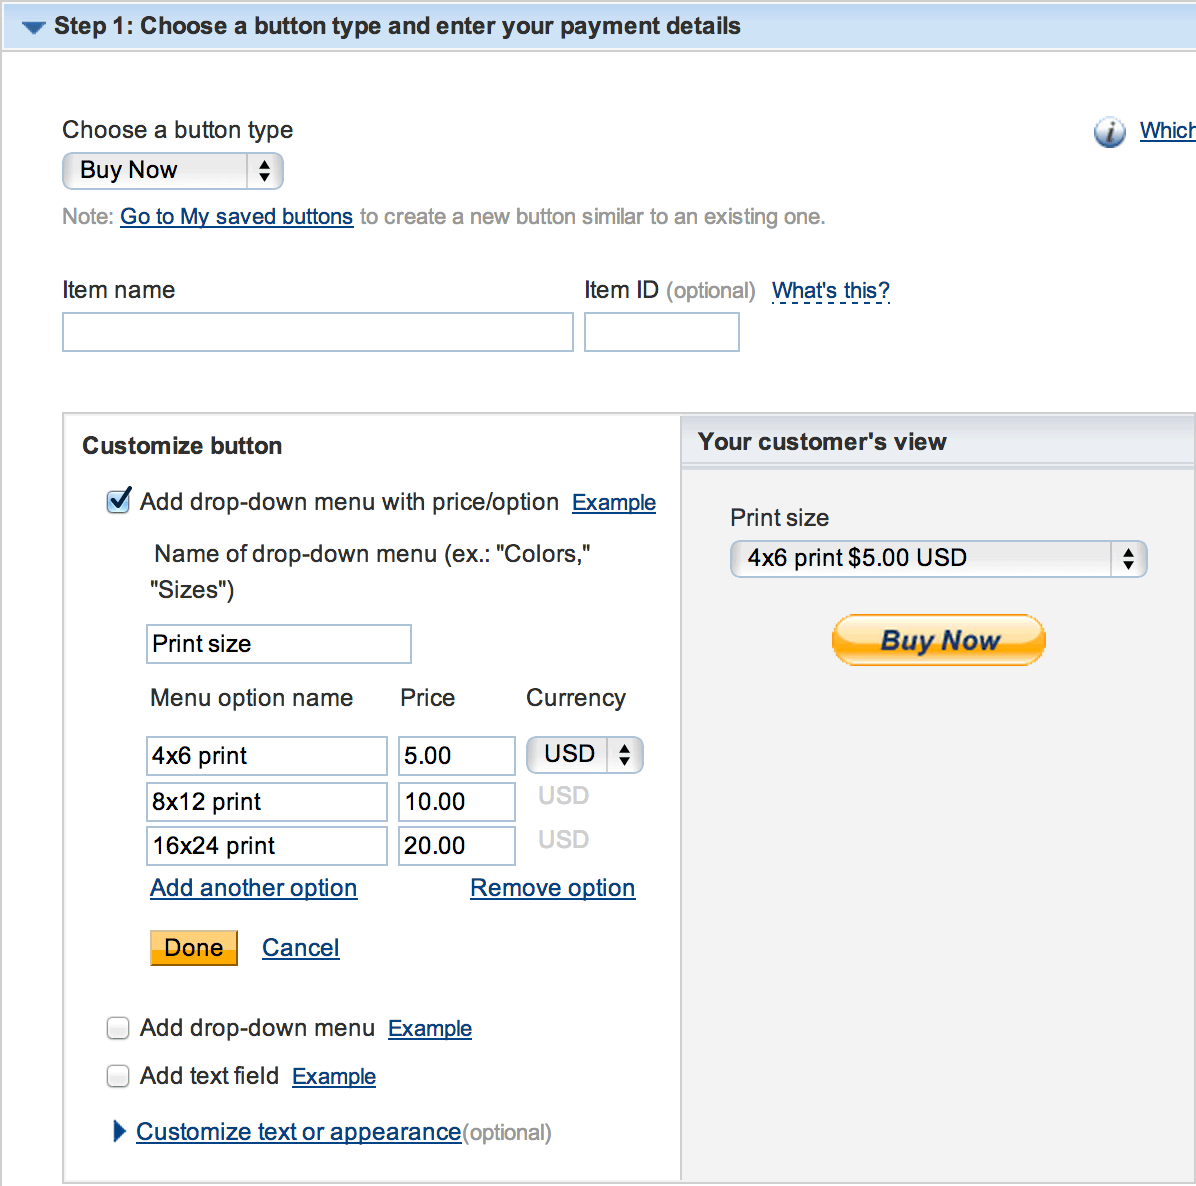 Step 1: Choose a button type and enter your payment details
Choose a button type
Which
Buy Now
Note: Go to My saved buttons to create a new button similar to an existing one.
Item name
Item ID (optional) What's this?
Customize button
Add drop-down menu with price/option Example
Name of drop-down menu (ex.: "Colors,"
"Sizes")
Print size
Menu option name Price Currency
4x6 print 5.00 USD
8x12 print 10.00 USD
16x24 print 20.00 USD
Add another option Remove option
Done Cancel
Add drop-down menu Example
Add text field Example
Customize text or appearance(optional)
Your customer's view
Print size
4x6 print $5.00 USD
Buy Now